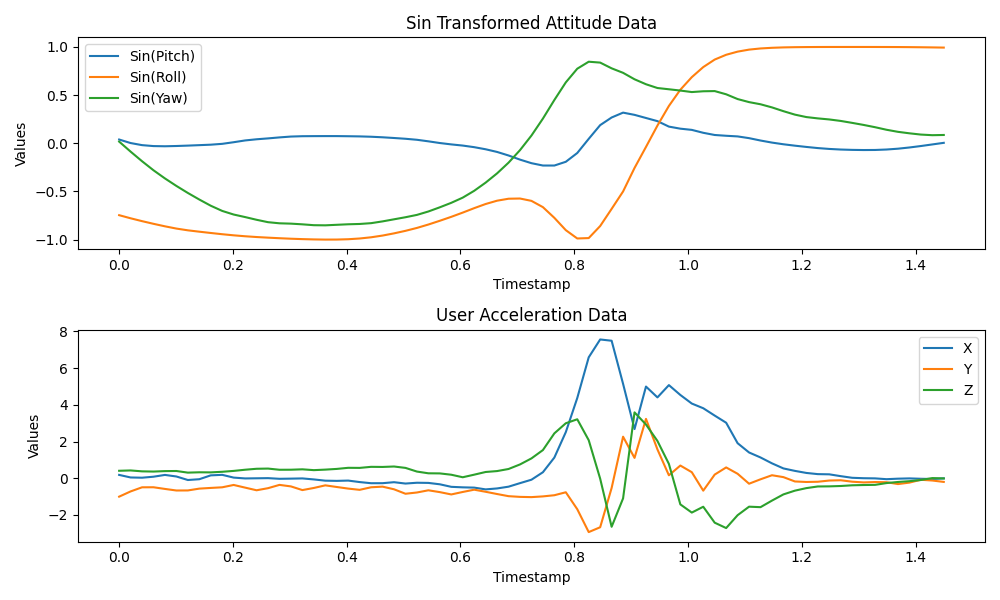 Sin Transformed Attitude Data
Values
1.0
0.5
0.0
−0.5
−1.0
Sin(Pitch)
Sin(Roll)
Sin(Yaw)
0.0 0.2 0.4 0.6 0.8 1.0 1.2 1.4
Timestamp
User Acceleration Data
Values
8
6
4
2
0
−2
X
Y
Z
0.0 0.2 0.4 0.6 0.8 1.0 1.2 1.4
Timestamp